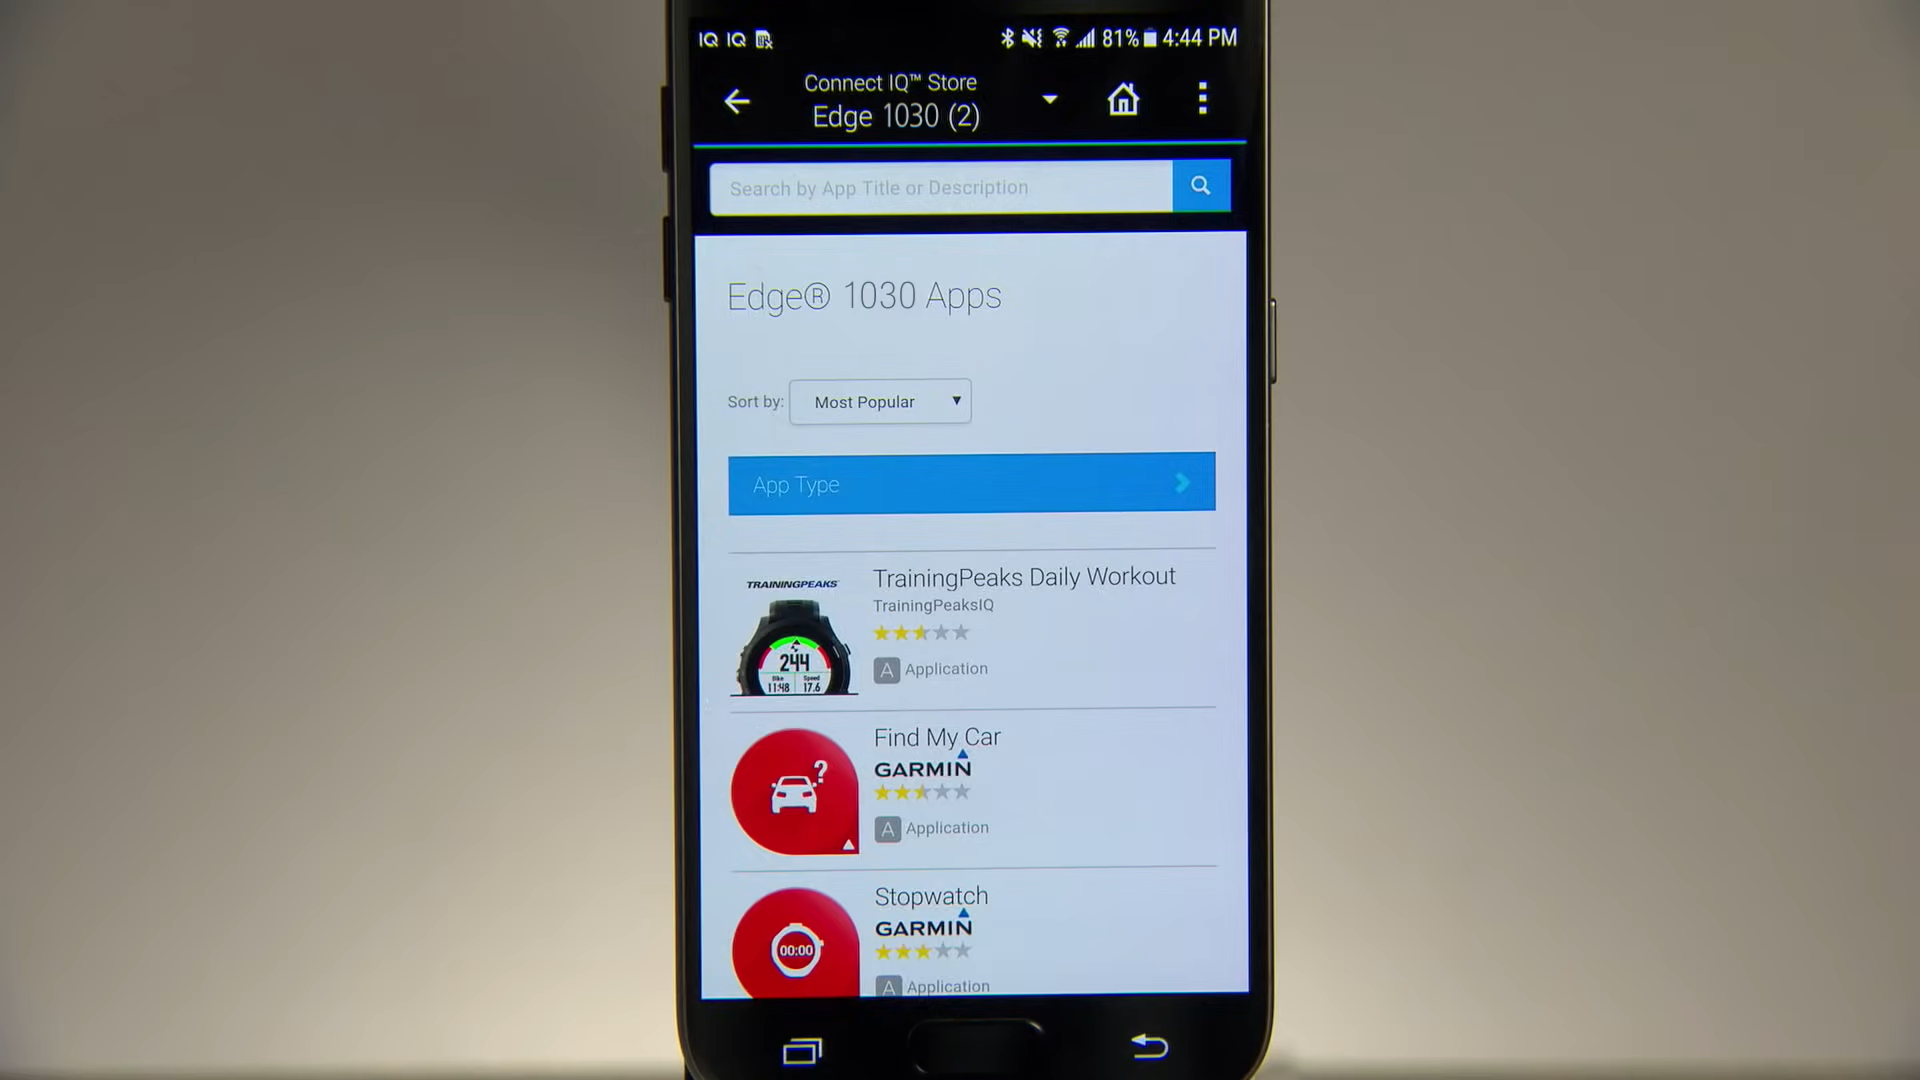 IQ IQ
81% 4:44 PM
Connect IQ™ Store
Edge 1030 (2)
Search by App Title or Description
Edge® 1030 Apps
Sort by: Most Popular
App Type
TRAININGPEAKS
244
Bike Speed
11:48 17.6
TrainingPeaks Daily Workout
TrainingPeaksIQ
A Application
?
Find My Car
GARMIN
A Application
00:00
Stopwatch
GARMIN
A Application